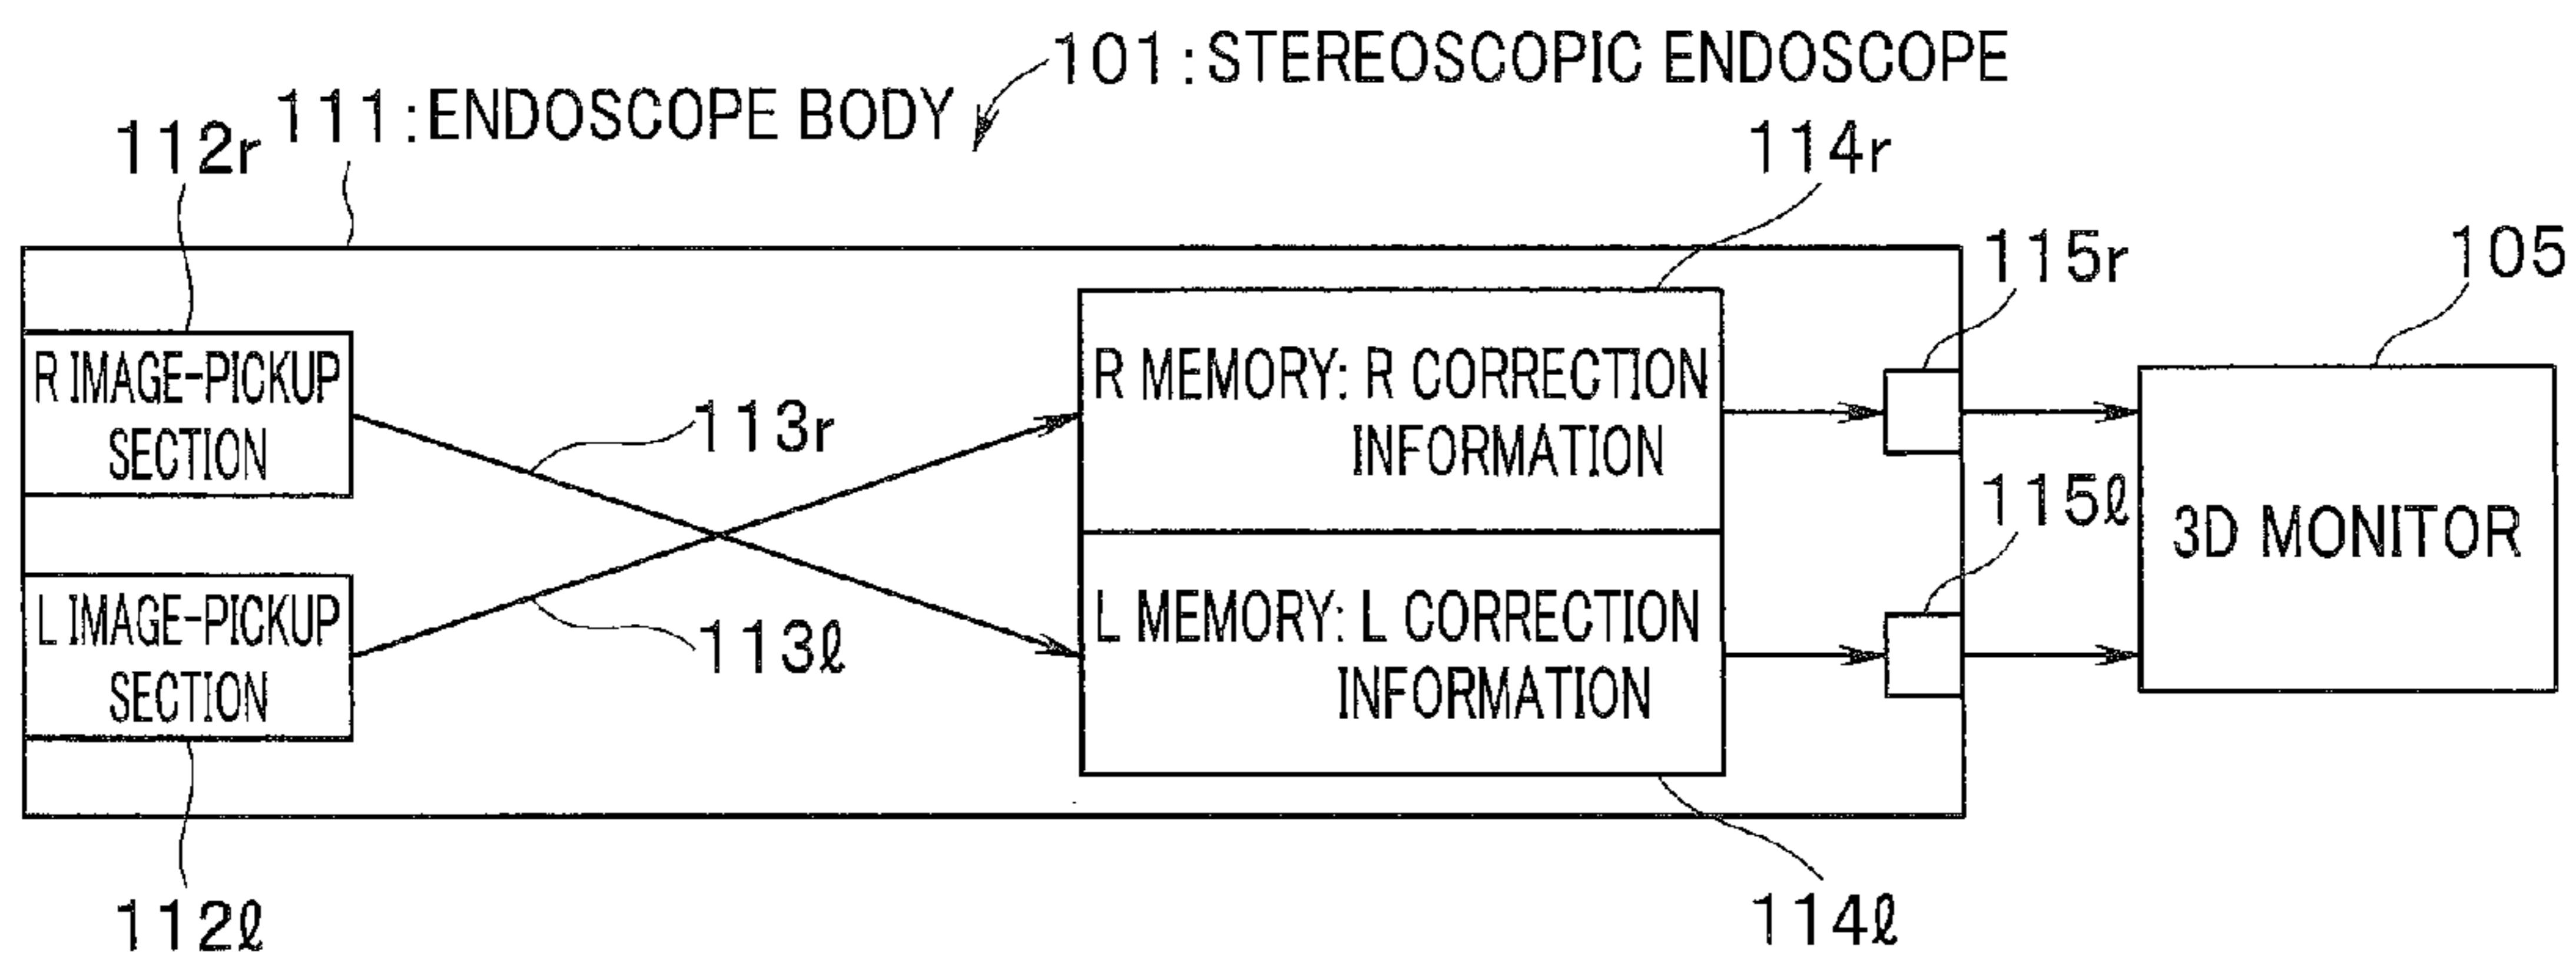 101:STEREOSCOPIC ENDOSCOPE
111:ENDOSCOPE BODY
112r
114r
115r
105
R IMAGE-PICKUP
SECTION
113r
R MEMORY: R CORRECTION
INFORMATION
115ℓ
3D MONITOR
L IMAGE-PICKUP
SECTION
113ℓ
L MEMORY: L CORRECTION
INFORMATION
112ℓ
114ℓ